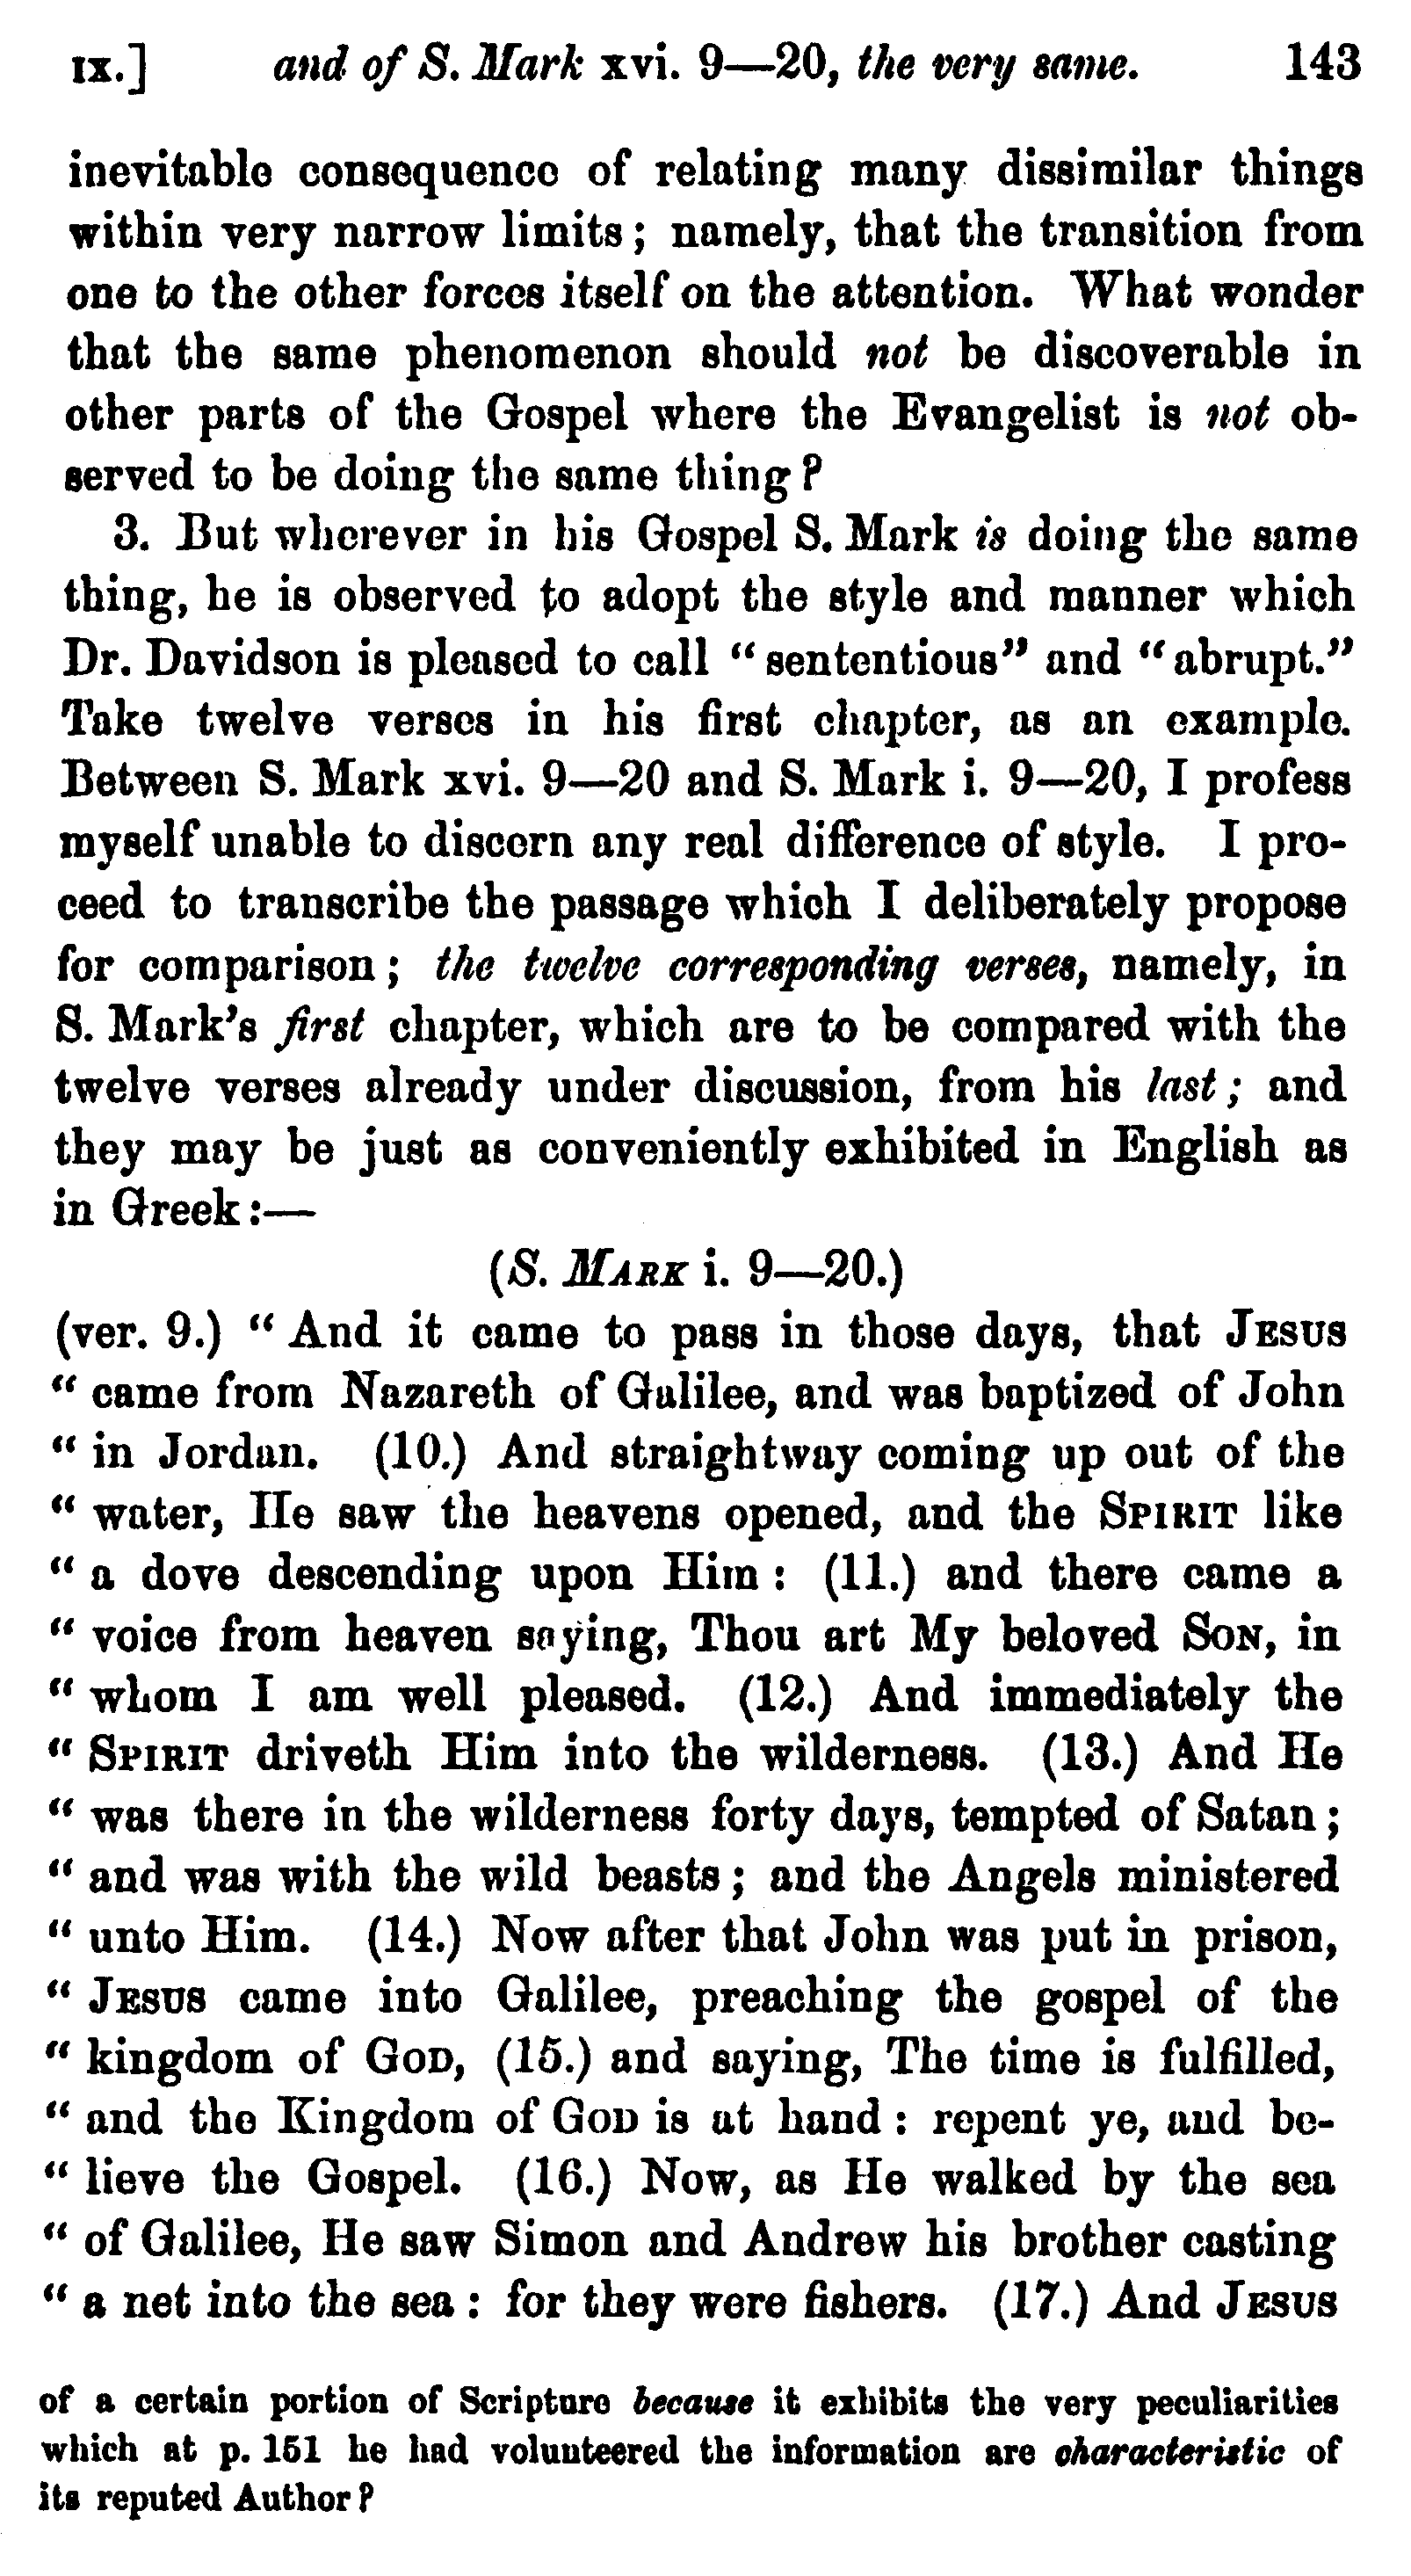 IX.] and of S. Mark xvi. 9—20, the very same. 143
inevitable consequence of relating many dissimilar things
within very narrow limits; namely, that the transition from
one to the other forces itself on the attention. What wonder
that the same phenomenon should not be discoverable in
other parts of the Gospel where the Evangelist is not ob-
served to be doing the same thing?
3. But wherever in his Gospel S. Mark is doing the same
thing, he is observed to adopt the style and manner which
Dr. Davidson is pleased to call “sententious” and “abrupt.”
Take twelve verses in his first chapter, as an example.
Between S. Mark xvi. 9—20 and S. Mark i. 9—20, I profess
myself unable to discern any real difference of style. I pro-
ceed to transcribe the passage which I deliberately propose
for comparison; the twelve corresponding verses, namely, in
S. Mark’s first chapter, which are to be compared with the
twelve verses already under discussion, from his last; and
they may be just as conveniently exhibited in English as
in Greek:—
(S. MARK i. 9—20.)
(ver. 9.) “And it came to pass in those days, that JESUS
“came from Nazareth of Galilee, and was baptized of John
“in Jordan. (10.) And straightway coming up out of the
“water, He saw the heavens opened, and the SPIRIT like
“a dove descending upon Him: (11.) and there came a
“voice from heaven saying, Thou art My beloved SON, in
“whom I am well pleased. (12.) And immediately the
“SPIRIT driveth Him into the wilderness. (13.) And He
“was there in the wilderness forty days, tempted of Satan;
“and was with the wild beasts; and the Angels ministered
“unto Him. (14.) Now after that John was put in prison,
“JESUS came into Galilee, preaching the gospel of the
“kingdom of GOD, (15.) and saying, The time is fulfilled,
“and the Kingdom of GOD is at hand: repent ye, and be-
“lieve the Gospel. (16.) Now, as He walked by the sea
“of Galilee, He saw Simon and Andrew his brother casting
“a net into the sea: for they were fishers. (17.) And JESUS
of a certain portion of Scripture because it exhibits the very peculiarities
which at p. 151 he had volunteered the information are characteristic of
its reputed Author?